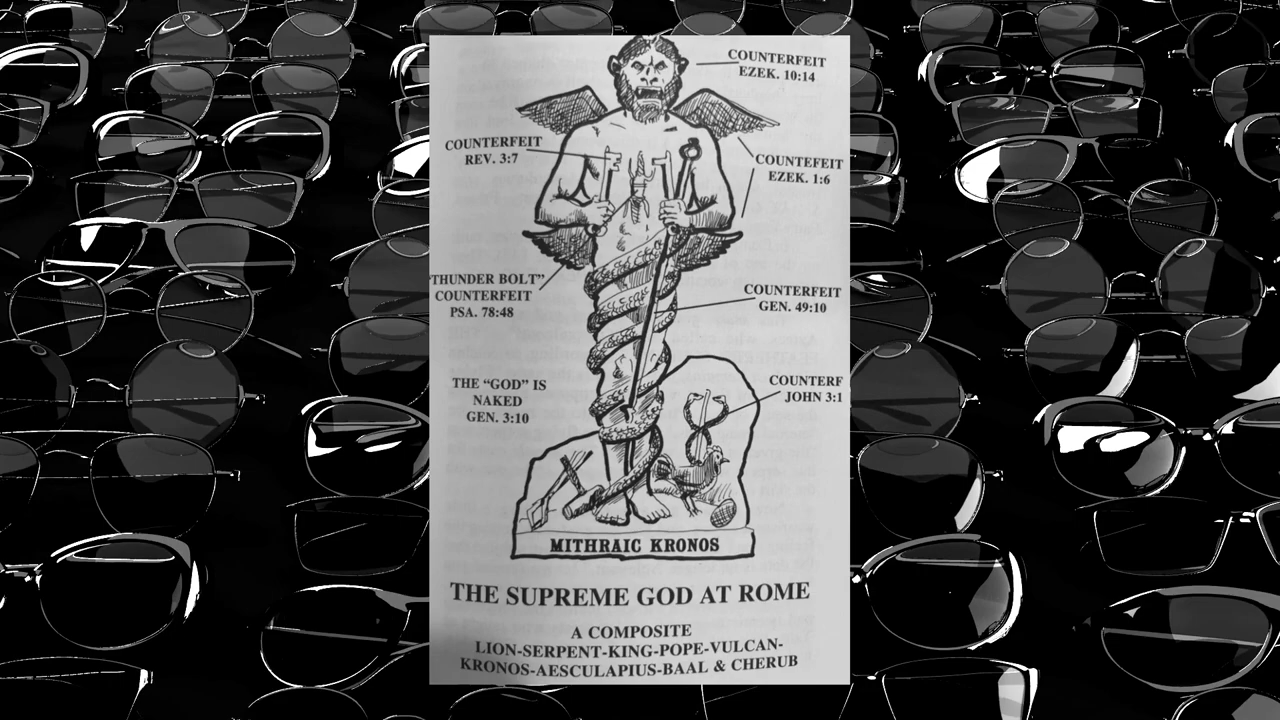 COUNTERFEIT
EZEK. 10:14
COUNTERFEIT
REV. 3:7
COUNTEFEIT
EZEK. 1:6
"THUNDER BOLT"
COUNTERFEIT
PSA. 78:48
COUNTERFEIT
GEN. 49:10
THE "GOD" IS
NAKED
GEN. 3:10
COUNTERF
JOHN 3:1
MITHRAIC KRONOS
THE SUPREME GOD AT ROME
A COMPOSITE
LION-SERPENT-KING-POPE-VULCAN-
KRONOS-AESCULAPIUS-BAAL & CHERUB